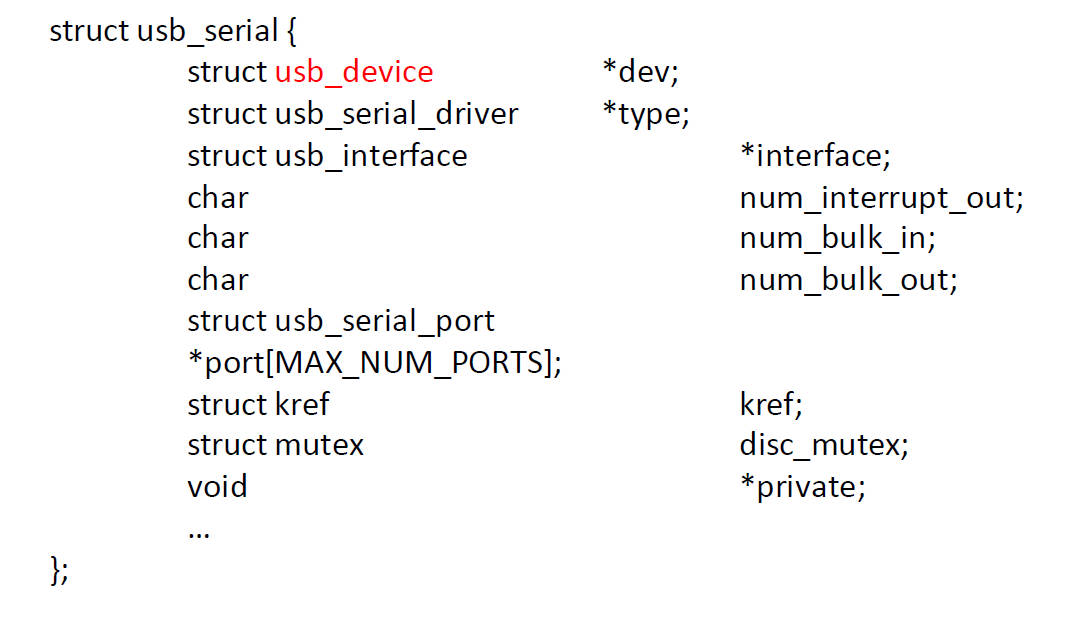 struct usb_serial {
struct usb_device *dev;
struct usb_serial_driver *type;
struct usb_interface *interface;
char num_interrupt_out;
char num_bulk_in;
char num_bulk_out;
struct usb_serial_port
*port[MAX_NUM_PORTS];
struct kref kref;
struct mutex disc_mutex;
void *private;
...
};